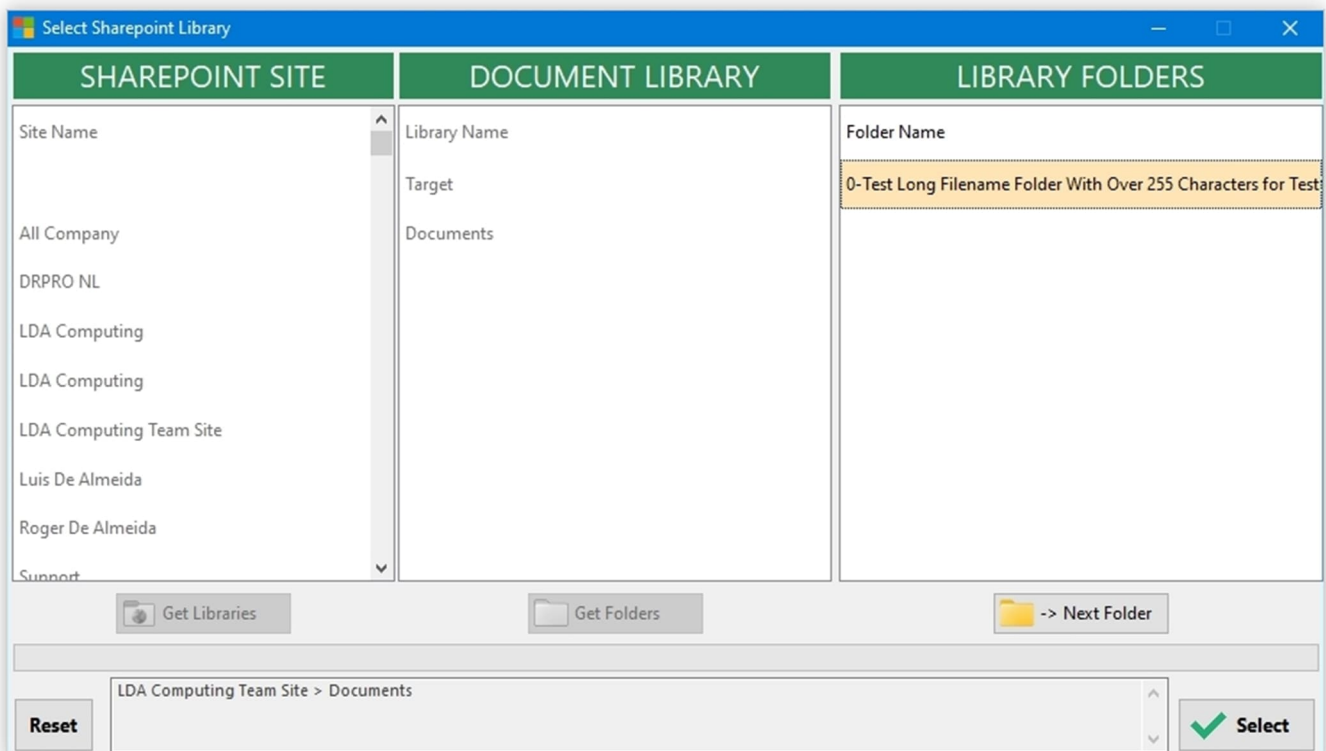 Select Sharepoint Library
SHAREPOINT SITE
DOCUMENT LIBRARY
LIBRARY FOLDERS
Site Name
All Company
DRPRO NL
LDA Computing
LDA Computing
LDA Computing Team Site
Luis De Almeida
Roger De Almeida
Support
Library Name
Target
Documents
Folder Name
0-Test Long Filename Folder With Over 255 Characters for Test
Get Libraries
Get Folders
-> Next Folder
LDA Computing Team Site > Documents
Reset
Select